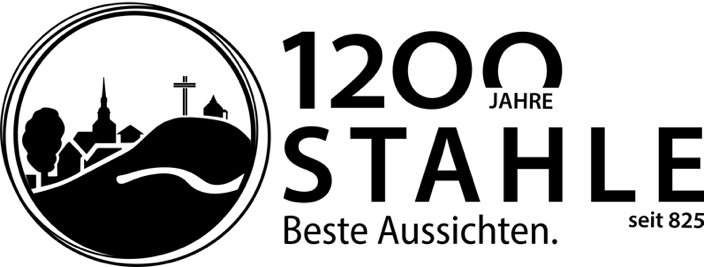 1200
JAHRE
STAHLE
Beste Aussichten.
seit 825